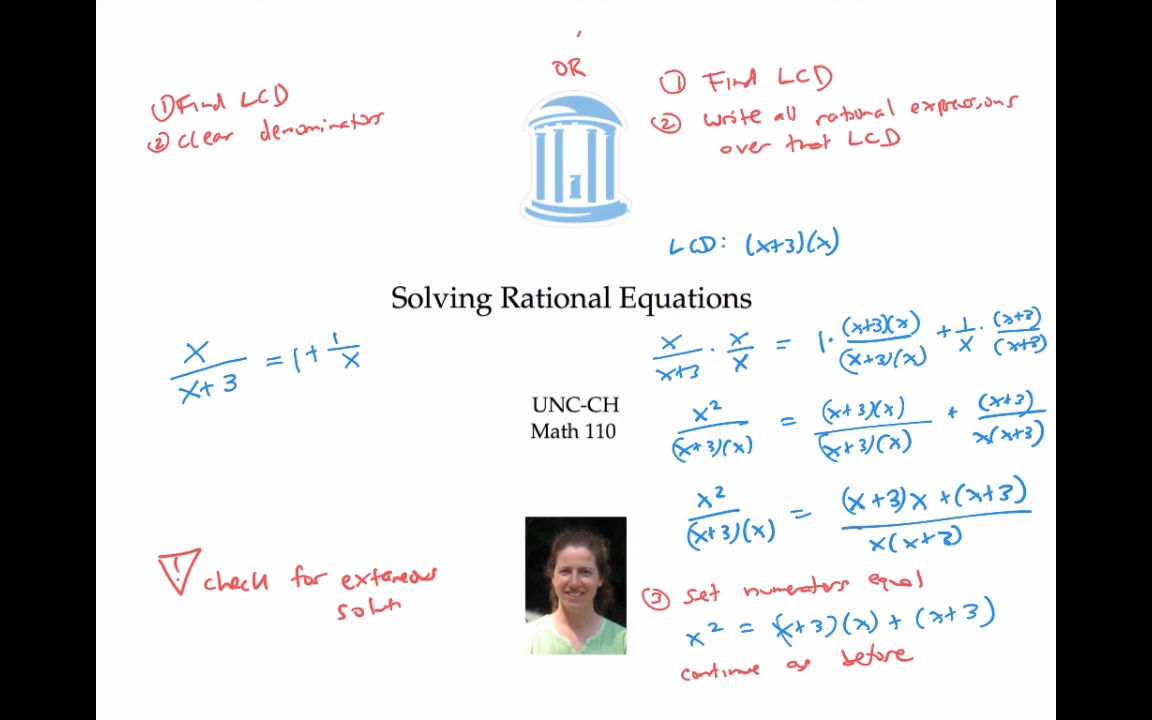 ① Find LCD
② clear denominators
OR
① Find LCD
② write all rational expressions
over that LCD
LCD: (x+3)(x)
Solving Rational Equations
x/(x+3) = 1 + 1/x
x/(x+3) · x/x = 1 · (x+3)(x)/(x+3)(x) + 1/x · (x+3)/(x+3)
UNC-CH
Math 110
x²/(x+3)(x) = (x+3)(x)/(x+3)(x) + (x+3)/x(x+3)
x²/(x+3)(x) = (x+3)x + (x+3)/x(x+3)
! check for extaneous
solutn
③ set numerators equal
x² = (x+3)(x) + (x+3)
continue as before